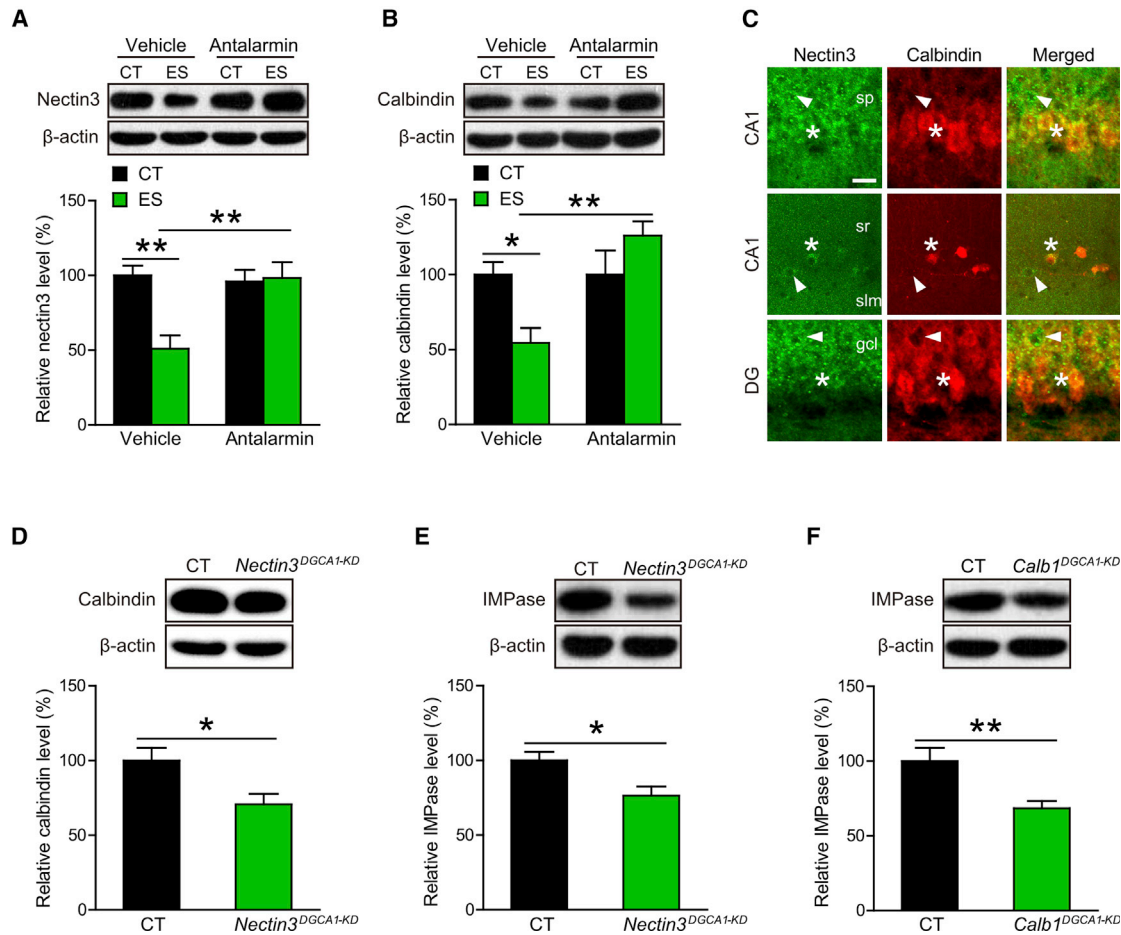 A
Vehicle Antalarmin
CT ES CT ES
Nectin3
β-actin
CT
ES
Relative nectin3 level (%)
150
100
50
0
**
**
Vehicle Antalarmin
B
Vehicle Antalarmin
CT ES CT ES
Calbindin
β-actin
CT
ES
Relative calbindin level (%)
150
100
50
0
*
**
Vehicle Antalarmin
C
Nectin3 Calbindin Merged
CA1
sp
* * *
CA1
sr
* * *
slm
DG
gcl
* * *
D
CT Nectin3DGCA1-KD
Calbindin
β-actin
Relative calbindin level (%)
150
100
50
0
*
CT Nectin3DGCA1-KD
E
CT Nectin3DGCA1-KD
IMPase
β-actin
Relative IMPase level (%)
150
100
50
0
*
CT Nectin3DGCA1-KD
F
CT Calb1DGCA1-KD
IMPase
β-actin
Relative IMPase level (%)
150
100
50
0
**
CT Calb1DGCA1-KD